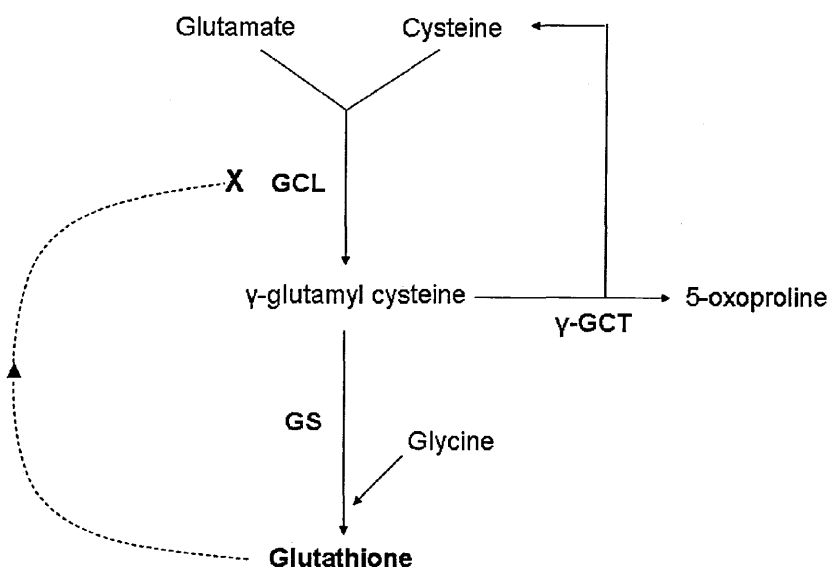 Glutamate
Cysteine
X
GCL
γ-glutamyl cysteine
5-oxoproline
γ-GCT
GS
Glycine
Glutathione